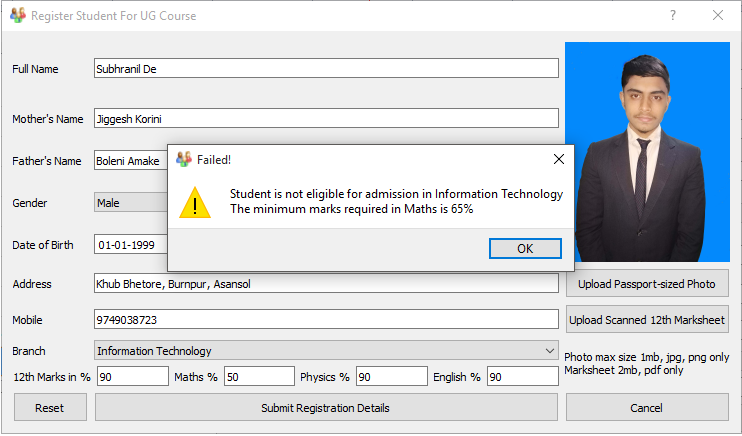 Register Student For UG Course
?
Full Name Subhranil De
Mother's Name Jiggesh Korini
Father's Name Boleni Amake
Gender Male
Date of Birth 01-01-1999
Failed!
Student is not eligible for admission in Information Technology
The minimum marks required in Maths is 65%
OK
Address Khub Bhetore, Burnpur, Asansol
Upload Passport-sized Photo
Mobile 9749038723
Upload Scanned 12th Marksheet
Branch Information Technology
Photo max size 1mb, jpg, png only
Marksheet 2mb, pdf only
12th Marks in % 90 Maths % 50 Physics % 90 English % 90
Reset Submit Registration Details Cancel